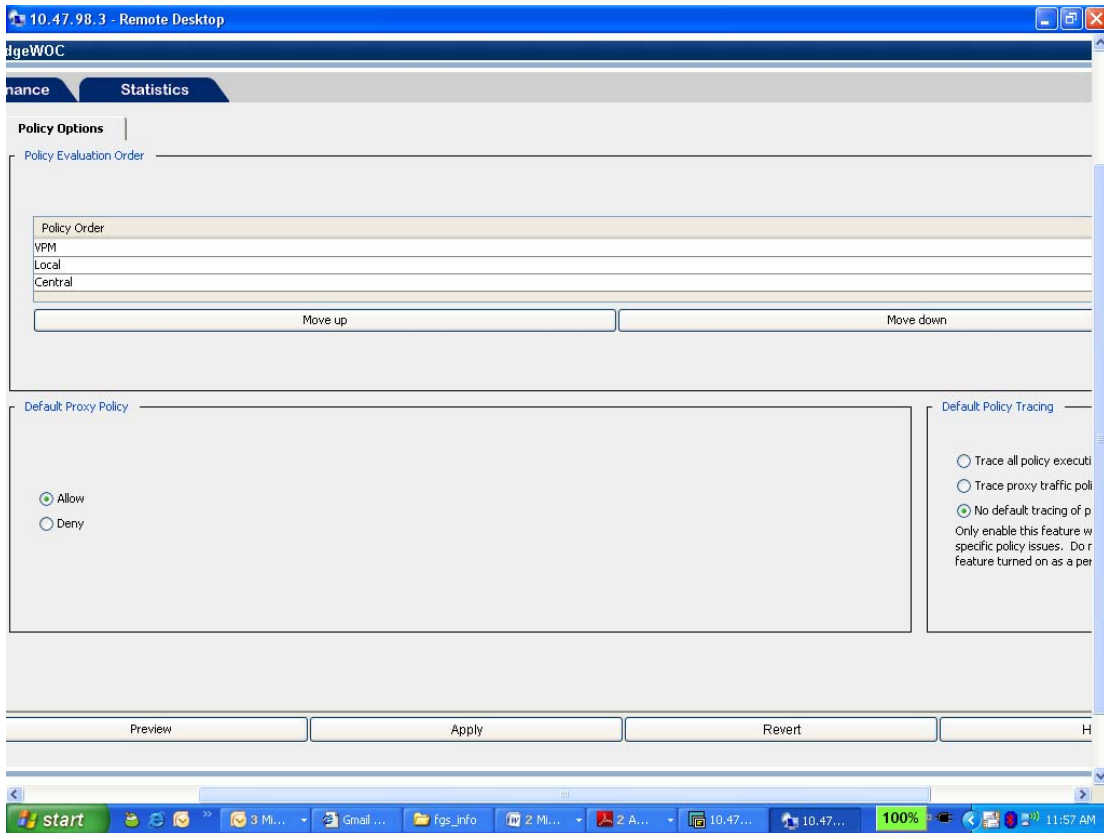 10.47.98.3 - Remote Desktop
dgeWOC
nance
Statistics
Policy Options
Policy Evaluation Order
Policy Order
VPM
Local
Central
Move up
Move down
Default Proxy Policy
Allow
Deny
Default Policy Tracing
Trace all policy executi
Trace proxy traffic poli
No default tracing of p
Only enable this feature w
specific policy issues. Do r
feature turned on as a per
Preview
Apply
Revert
H
start
3 Mi...
Gmail ...
fgs_info
2 Mi...
2 A...
10.47...
10.47...
100%
11:57 AM